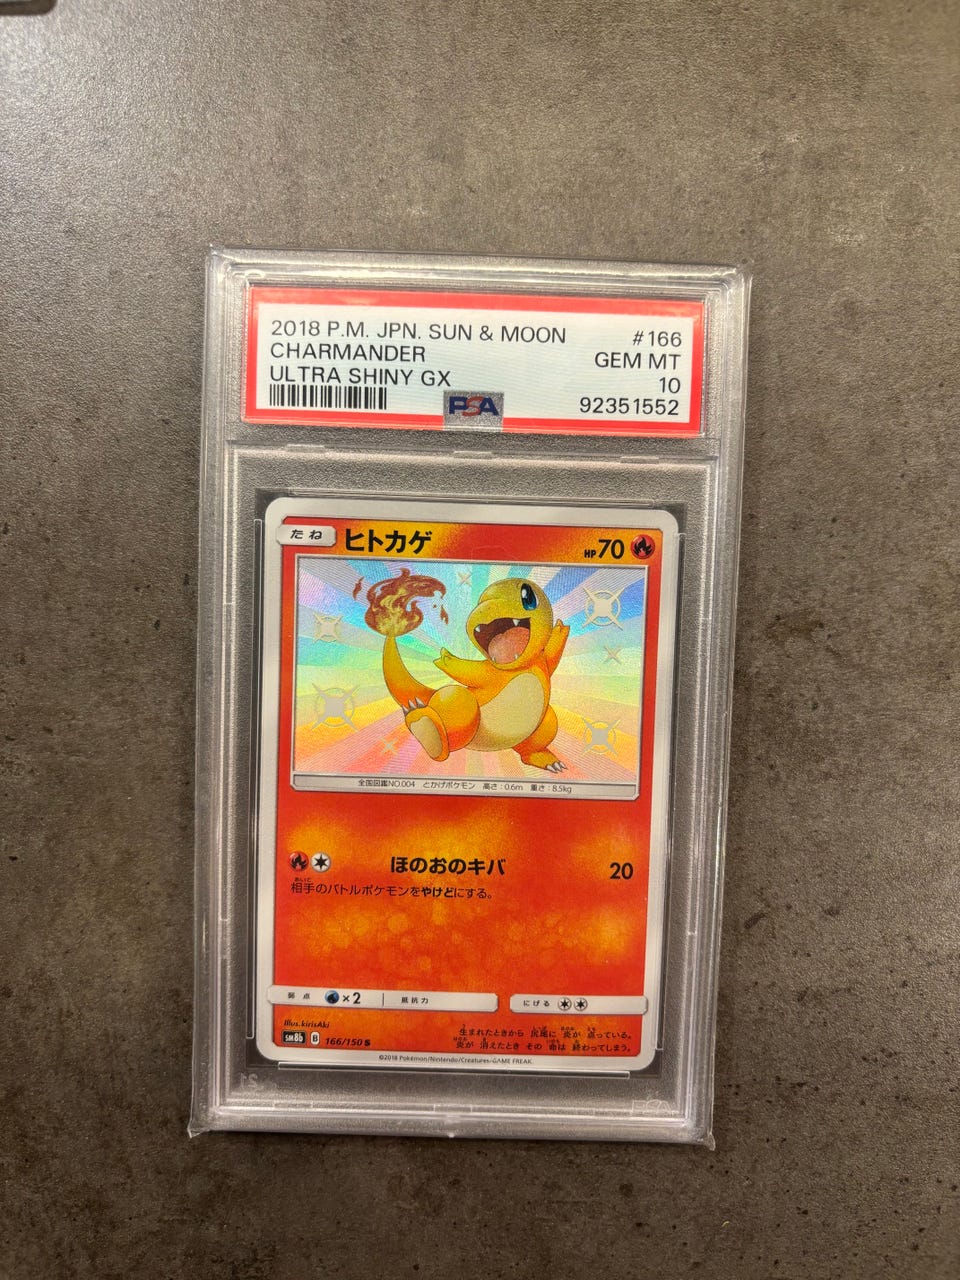 2018 P.M. JPN. SUN & MOON #166
CHARMANDER GEM MT
ULTRA SHINY GX 10
PSA 92351552
たね ヒトカゲ HP70
全国図鑑NO.004 とかげポケモン 高さ:0.6m 重さ:8.5kg
ほのおのキバ 20
相手のバトルポケモンをやけどにする。
弱点 ×2 抵抗力 にげる
Illus.kirisAki
生まれたときから 尻尾に 炎が 点っている。
炎が 消えたとき その 命は 終わってしまう。
SM8b B 166/150 S
©2018 Pokémon/Nintendo/Creatures/GAME FREAK.
PSA